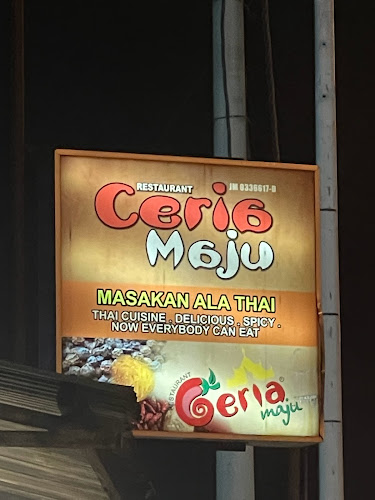 RESTAURANT JM 0336617-D
Ceria
Maju
MASAKAN ALA THAI
THAI CUISINE . DELICIOUS . SPICY .
NOW EVERYBODY CAN EAT
RESTAURANT
Ceria ©
maju